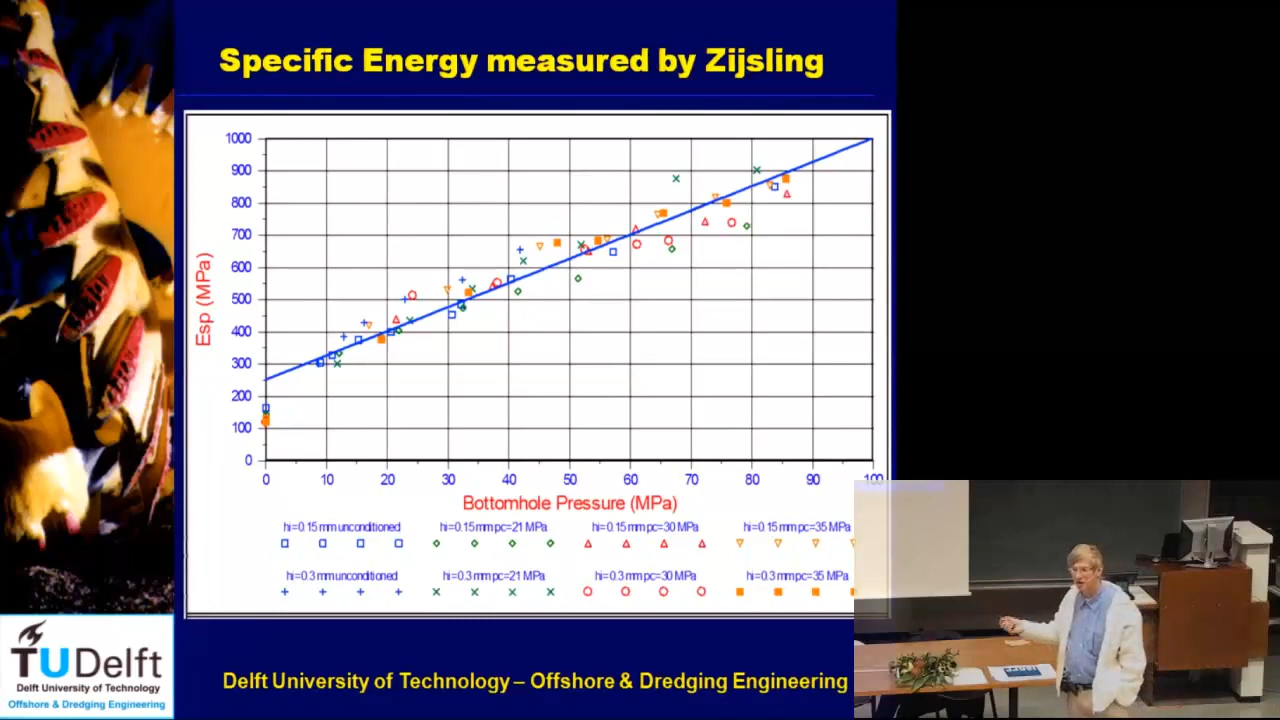 Specific Energy measured by Zijsling
1000
900
800
700
600
500
400
300
200
100
0
Esp (MPa)
0 10 20 30 40 50 60 70 80 90 100
Bottomhole Pressure (MPa)
hi=0.15 mm unconditioned hi=0.15 mm pc=21 MPa hi=0.15 mm pc=30 MPa hi=0.15 mm pc=35 MPa
hi=0.3 mm unconditioned hi=0.3 mm pc=21 MPa hi=0.3 mm pc=30 MPa hi=0.3 mm pc=35 MPa
TU Delft
Delft University of Technology
Offshore & Dredging Engineering
Delft University of Technology – Offshore & Dredging Engineering